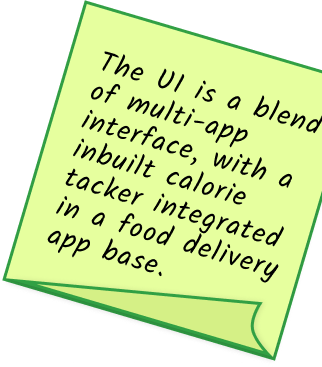 The UI is a blend
of multi-app
interface, with a
inbuilt calorie
tacker integrated
in a food delivery
app base.